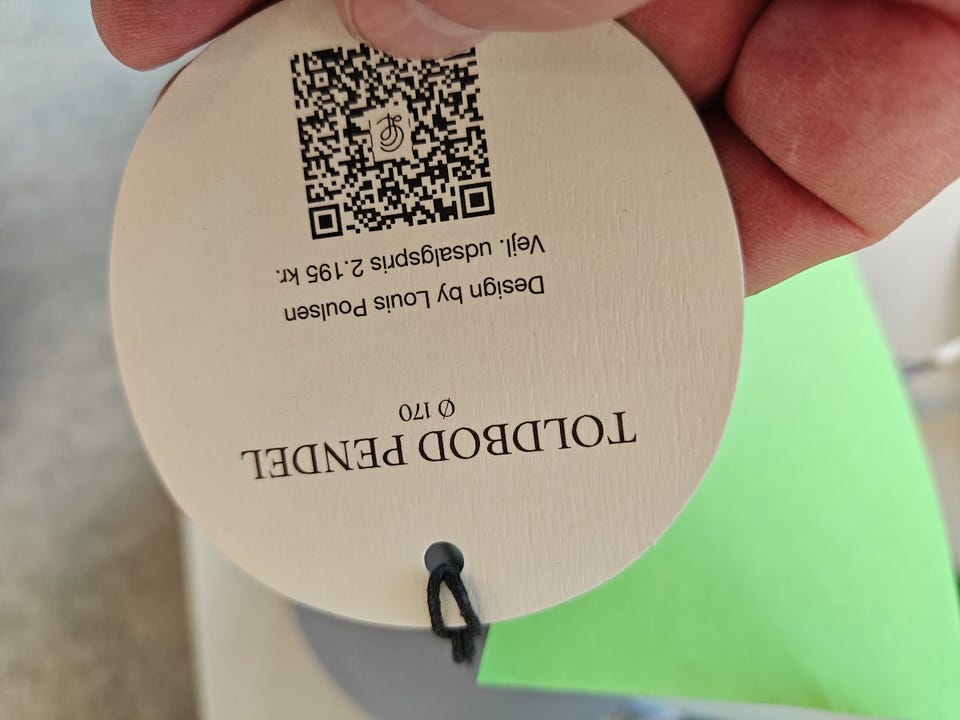 TOLDBOD PENDEL
Ø 170
Design by Louis Poulsen
Vejl. udsalgspris 2.195 kr.